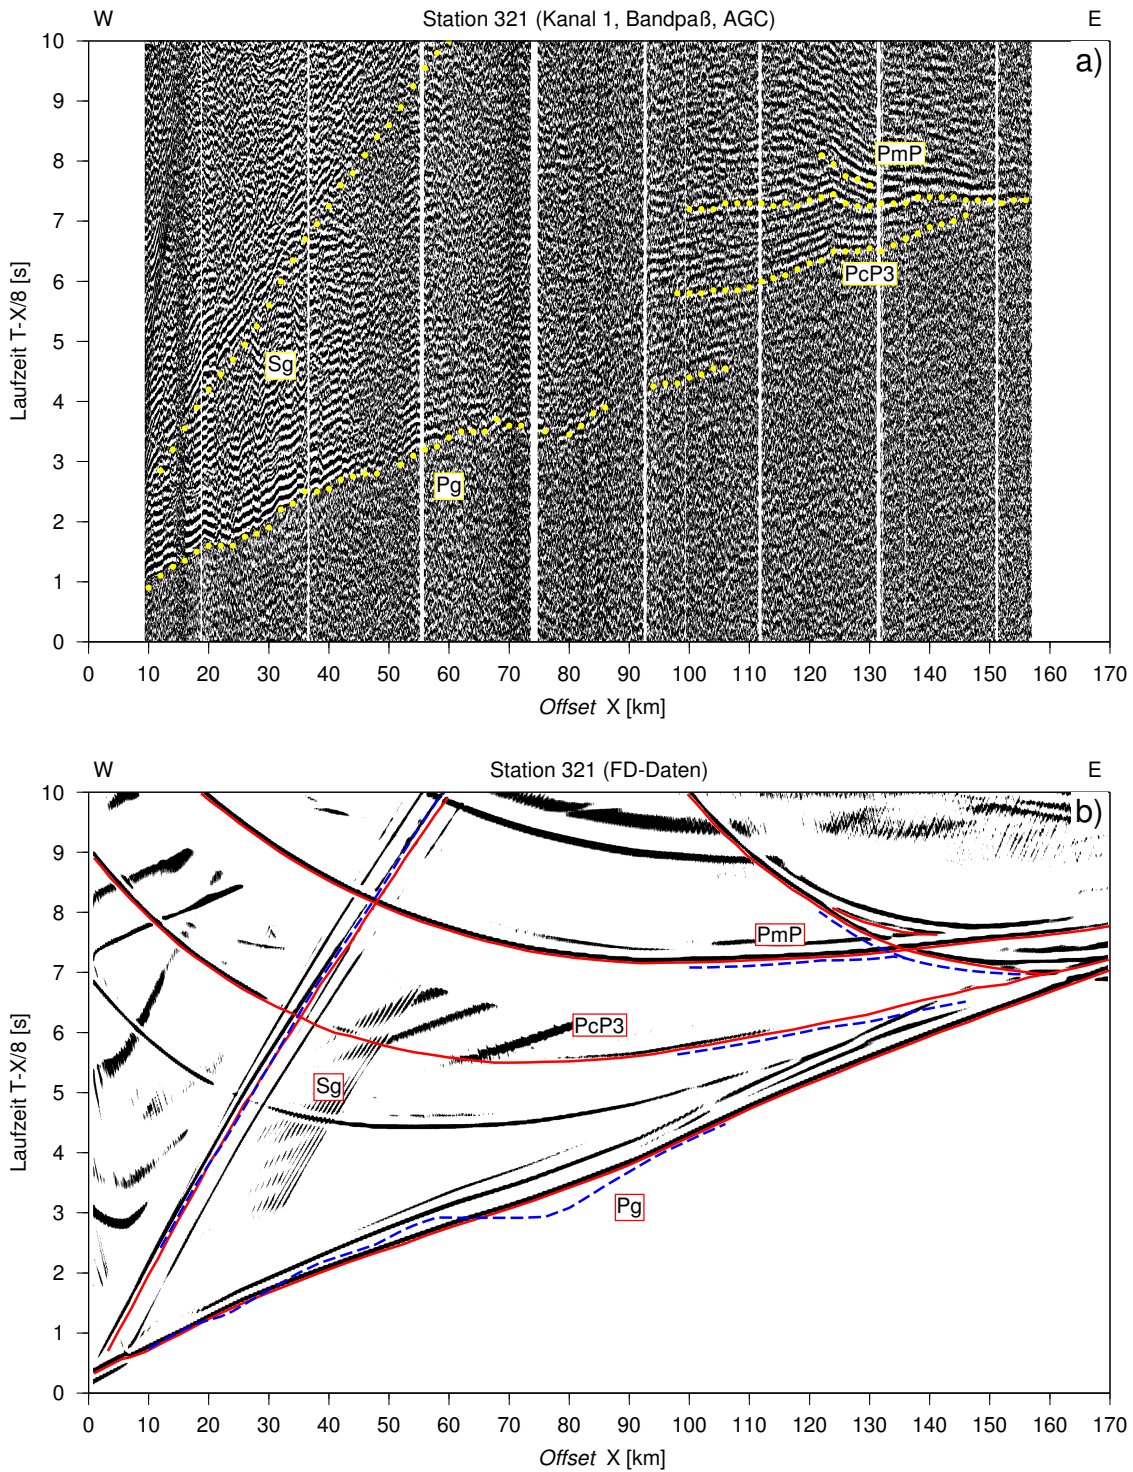 W Station 321 (Kanal 1, Bandpaß, AGC) E
a)
10
9
8
7
6
5
4
3
2
1
0
Laufzeit T-X/8 [s]
PmP
PcP3
Sg
Pg
0 10 20 30 40 50 60 70 80 90 100 110 120 130 140 150 160 170
Offset X [km]
W Station 321 (FD-Daten) E
b)
10
9
8
7
6
5
4
3
2
1
0
Laufzeit T-X/8 [s]
PmP
PcP3
Sg
Pg
0 10 20 30 40 50 60 70 80 90 100 110 120 130 140 150 160 170
Offset X [km]